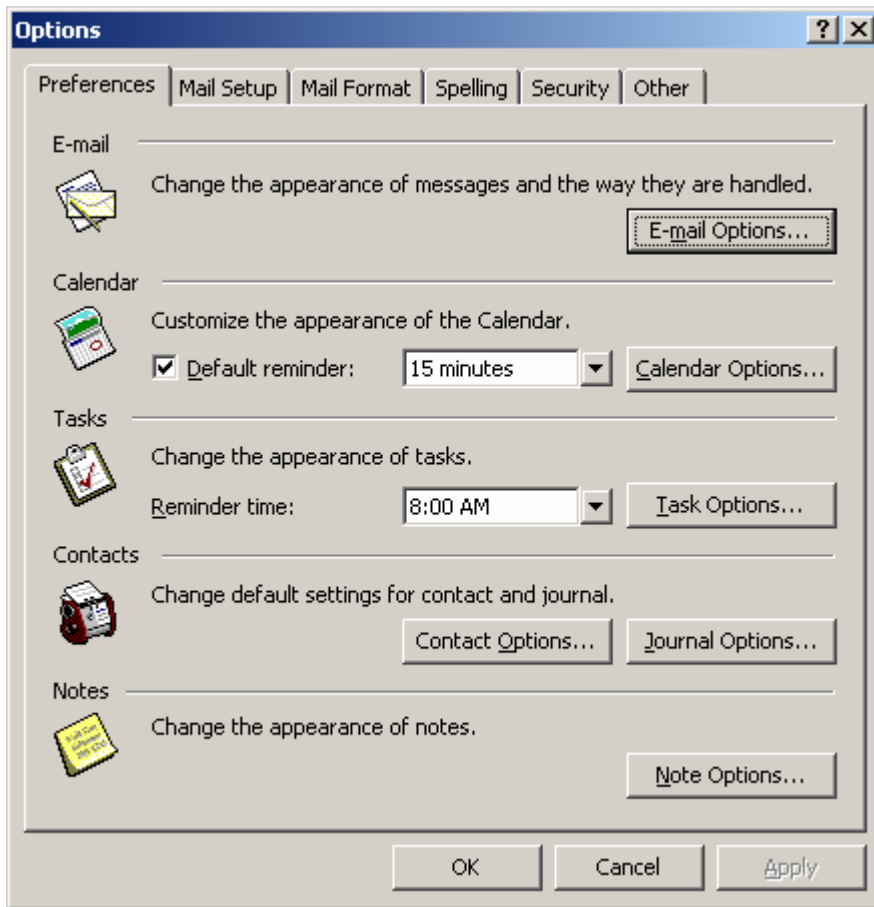 Options
Preferences Mail Setup Mail Format Spelling Security Other
E-mail
Change the appearance of messages and the way they are handled.
E-mail Options...
Calendar
Customize the appearance of the Calendar.
Default reminder: 15 minutes Calendar Options...
Tasks
Change the appearance of tasks.
Reminder time: 8:00 AM Task Options...
Contacts
Change default settings for contact and journal.
Contact Options... Journal Options...
Notes
Change the appearance of notes.
Note Options...
OK Cancel Apply